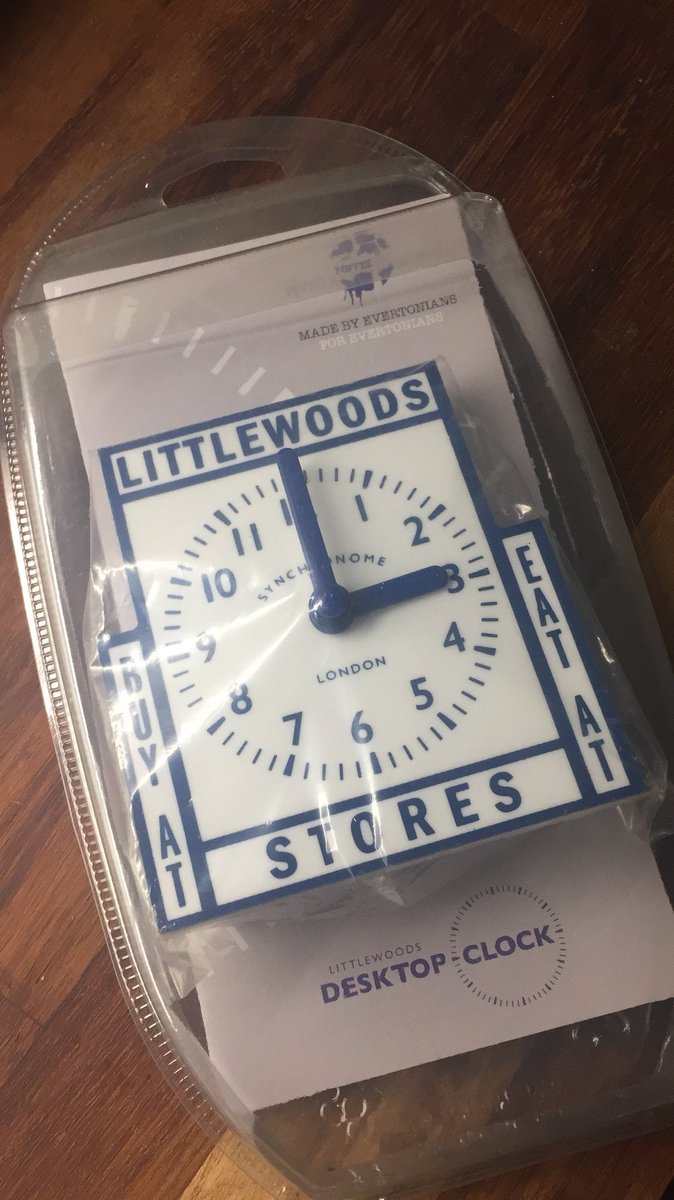 TOFFEE
MADE BY EVERTONIANS
FOR EVERTONIANS
LITTLEWOODS
BUY AT
EAT AT
11 1
10 2
9 3
8 4
7 6 5
SYNCHRONOME
LONDON
STORES
LITTLEWOODS
DESKTOP CLOCK